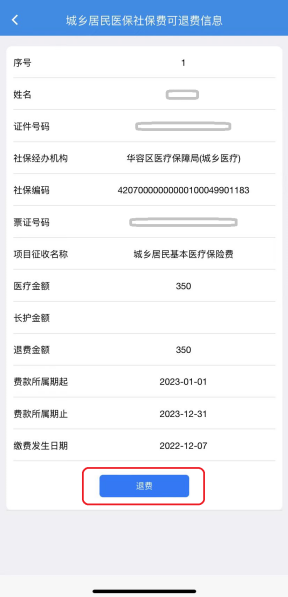 城乡居民医保社保费可退费信息
序号 1
姓名
证件号码
社保经办机构 华容区医疗保障局(城乡医疗)
社保编码 42070000000000100049901183
票证号码
项目征收名称 城乡居民基本医疗保险费
医疗金额 350
长护金额
退费金额 350
费款所属期起 2023-01-01
费款所属期止 2023-12-31
缴费发生日期 2022-12-07
退费